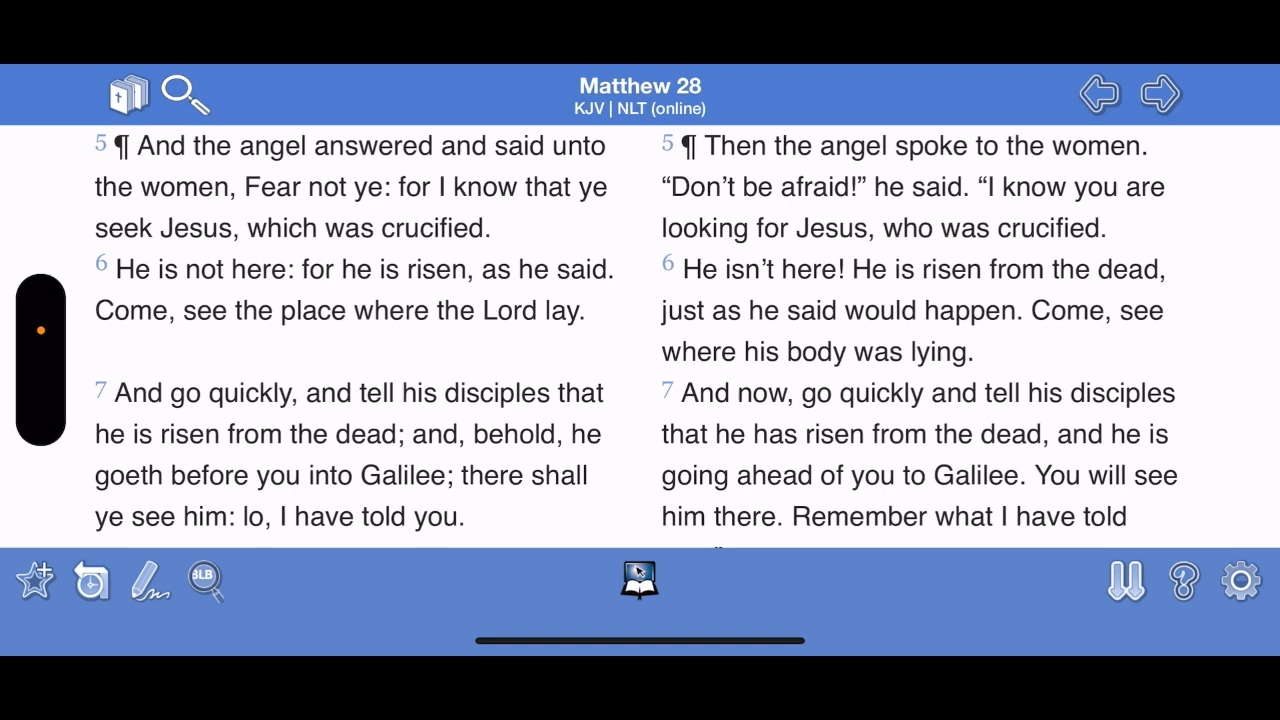 Matthew 28
KJV | NLT (online)
5 ¶ And the angel answered and said unto
the women, Fear not ye: for I know that ye
seek Jesus, which was crucified.
6 He is not here: for he is risen, as he said.
Come, see the place where the Lord lay.
7 And go quickly, and tell his disciples that
he is risen from the dead; and, behold, he
goeth before you into Galilee; there shall
ye see him: lo, I have told you.
5 ¶ Then the angel spoke to the women.
“Don’t be afraid!” he said. “I know you are
looking for Jesus, who was crucified.
6 He isn’t here! He is risen from the dead,
just as he said would happen. Come, see
where his body was lying.
7 And now, go quickly and tell his disciples
that he has risen from the dead, and he is
going ahead of you to Galilee. You will see
him there. Remember what I have told
BLB